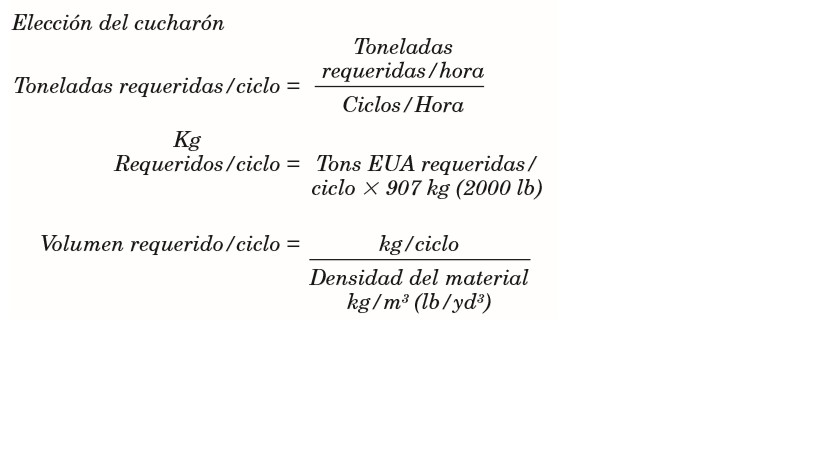 Elección del cucharón
Toneladas
requeridas/hora
Toneladas requeridas/ciclo =
Ciclos/Hora
Kg
Requeridos/ciclo = Tons EUA requeridas/
ciclo × 907 kg (2000 lb)
Volumen requerido/ciclo = kg/ciclo
Densidad del material
kg/m³ (lb/yd³)